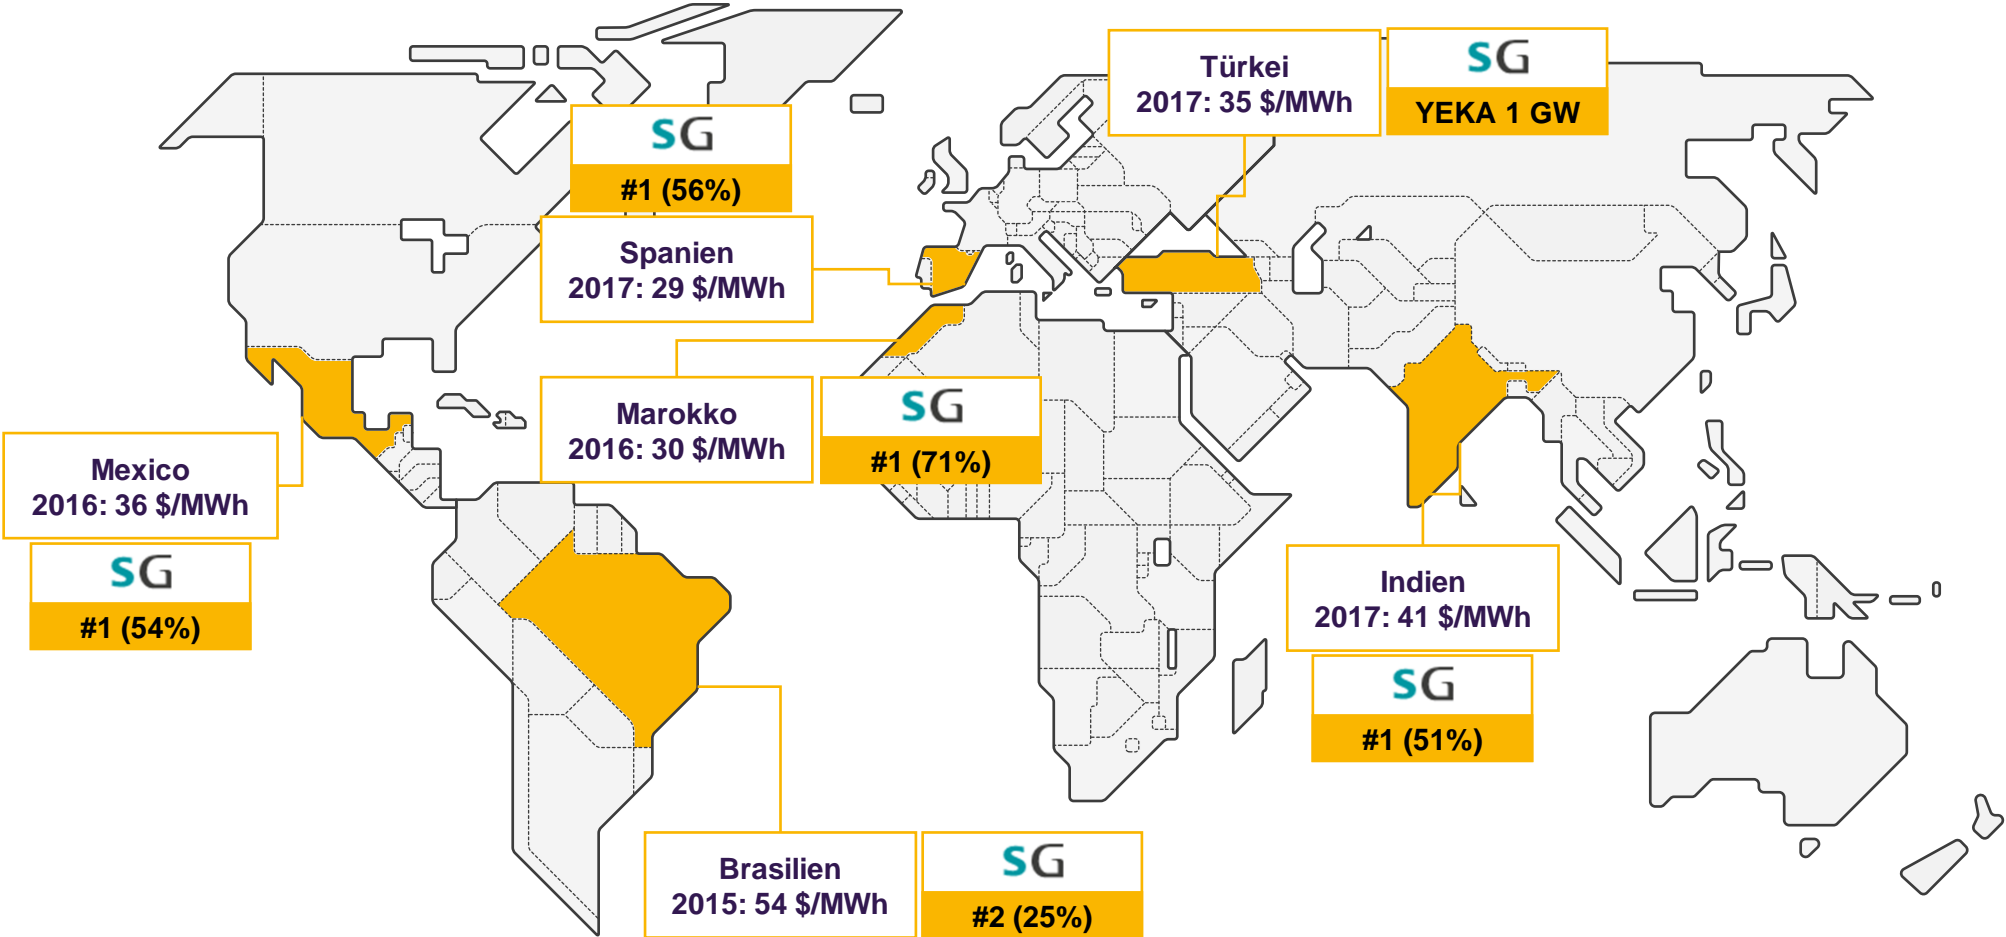 Türkei
2017: 35 $/MWh
SG
YEKA 1 GW
SG
#1 (56%)
Spanien
2017: 29 $/MWh
Marokko
2016: 30 $/MWh
SG
#1 (71%)
Mexico
2016: 36 $/MWh
SG
#1 (54%)
Indien
2017: 41 $/MWh
SG
#1 (51%)
Brasilien
2015: 54 $/MWh
SG
#2 (25%)